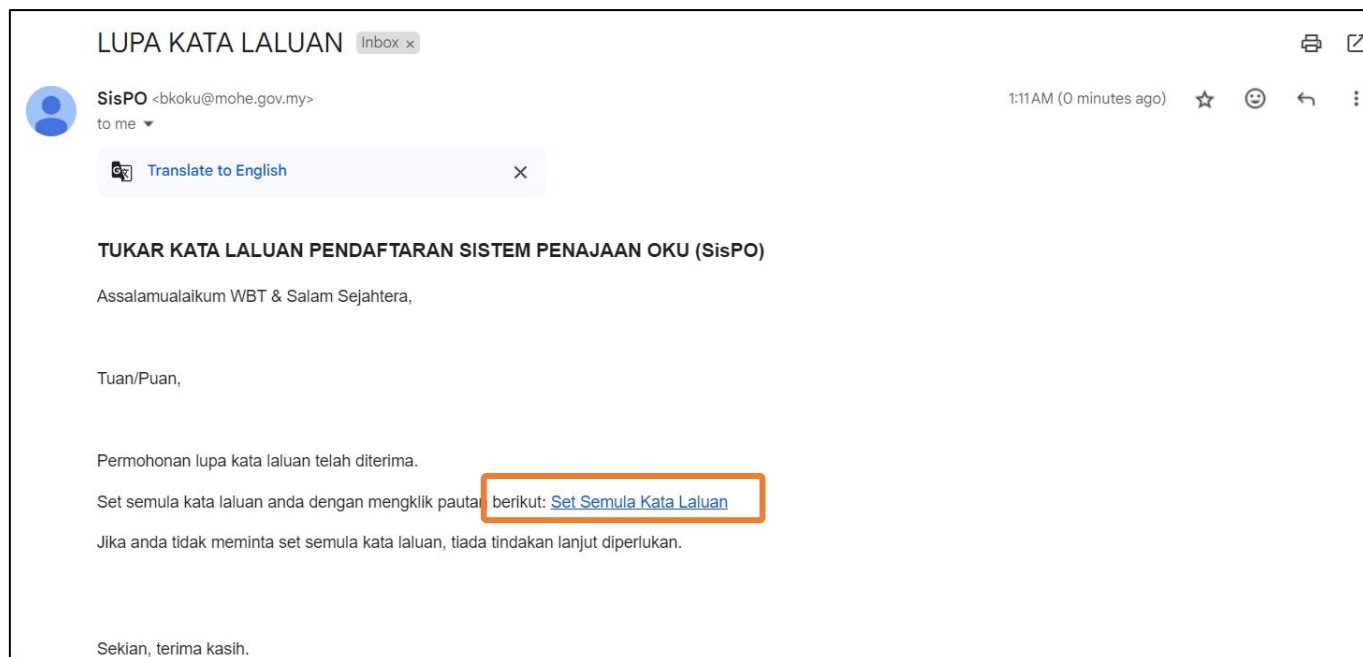 LUPA KATA LALUAN Inbox ×
SisPO <bkoku@mohe.gov.my> 1:11 AM (0 minutes ago)
to me
Translate to English
TUKAR KATA LALUAN PENDAFTARAN SISTEM PENAJAAN OKU (SisPO)
Assalamualaikum WBT & Salam Sejahtera,
Tuan/Puan,
Permohonan lupa kata laluan telah diterima.
Set semula kata laluan anda dengan mengklik pautan berikut: Set Semula Kata Laluan
Jika anda tidak meminta set semula kata laluan, tiada tindakan lanjut diperlukan.
Sekian, terima kasih.